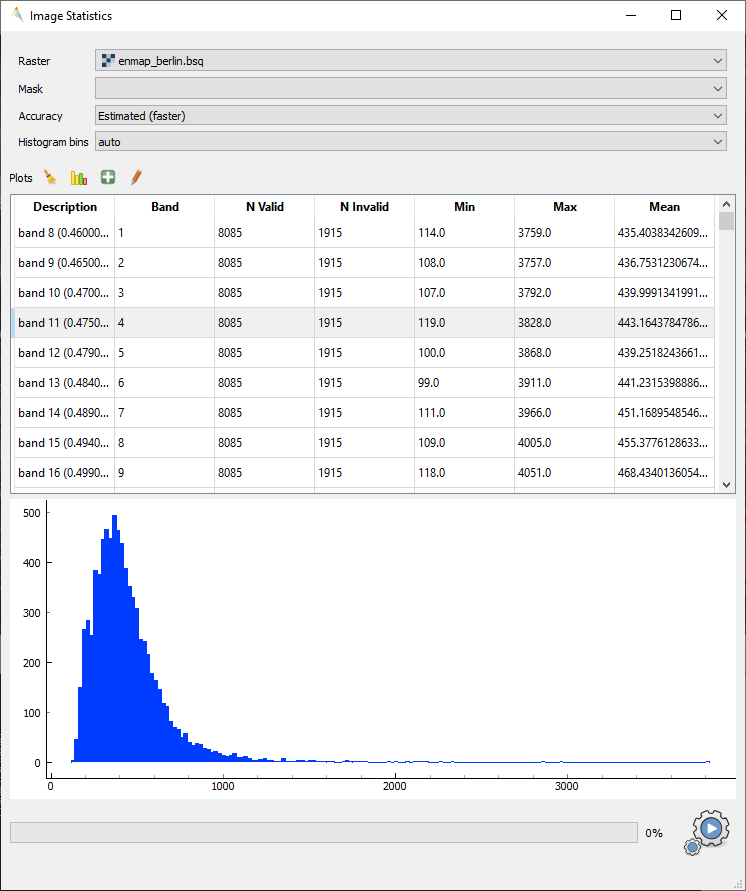 Image Statistics
Raster enmap_berlin.bsq
Mask
Accuracy Estimated (faster)
Histogram bins auto
Plots
Description Band N Valid N Invalid Min Max Mean
band 8 (0.46000... 1 8085 1915 114.0 3759.0 435.4038342609...
band 9 (0.46500... 2 8085 1915 108.0 3757.0 436.7531230674...
band 10 (0.4700... 3 8085 1915 107.0 3792.0 439.9991341991...
band 11 (0.4750... 4 8085 1915 119.0 3828.0 443.1643784786...
band 12 (0.4790... 5 8085 1915 100.0 3868.0 439.2518243661...
band 13 (0.4840... 6 8085 1915 99.0 3911.0 441.2315398886...
band 14 (0.4890... 7 8085 1915 111.0 3966.0 451.1689548546...
band 15 (0.4940... 8 8085 1915 109.0 4005.0 455.3776128633...
band 16 (0.4990... 9 8085 1915 118.0 4051.0 468.4340136054...
500
400
300
200
100
0
0 1000 2000 3000
0%